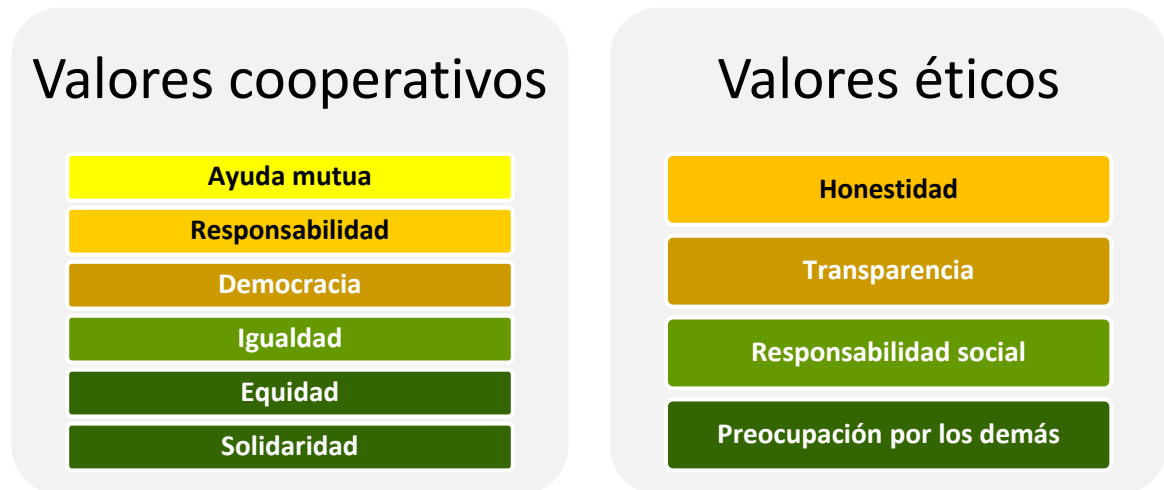 Valores cooperativos
Ayuda mutua
Responsabilidad
Democracia
Igualdad
Equidad
Solidaridad
Valores éticos
Honestidad
Transparencia
Responsabilidad social
Preocupación por los demás